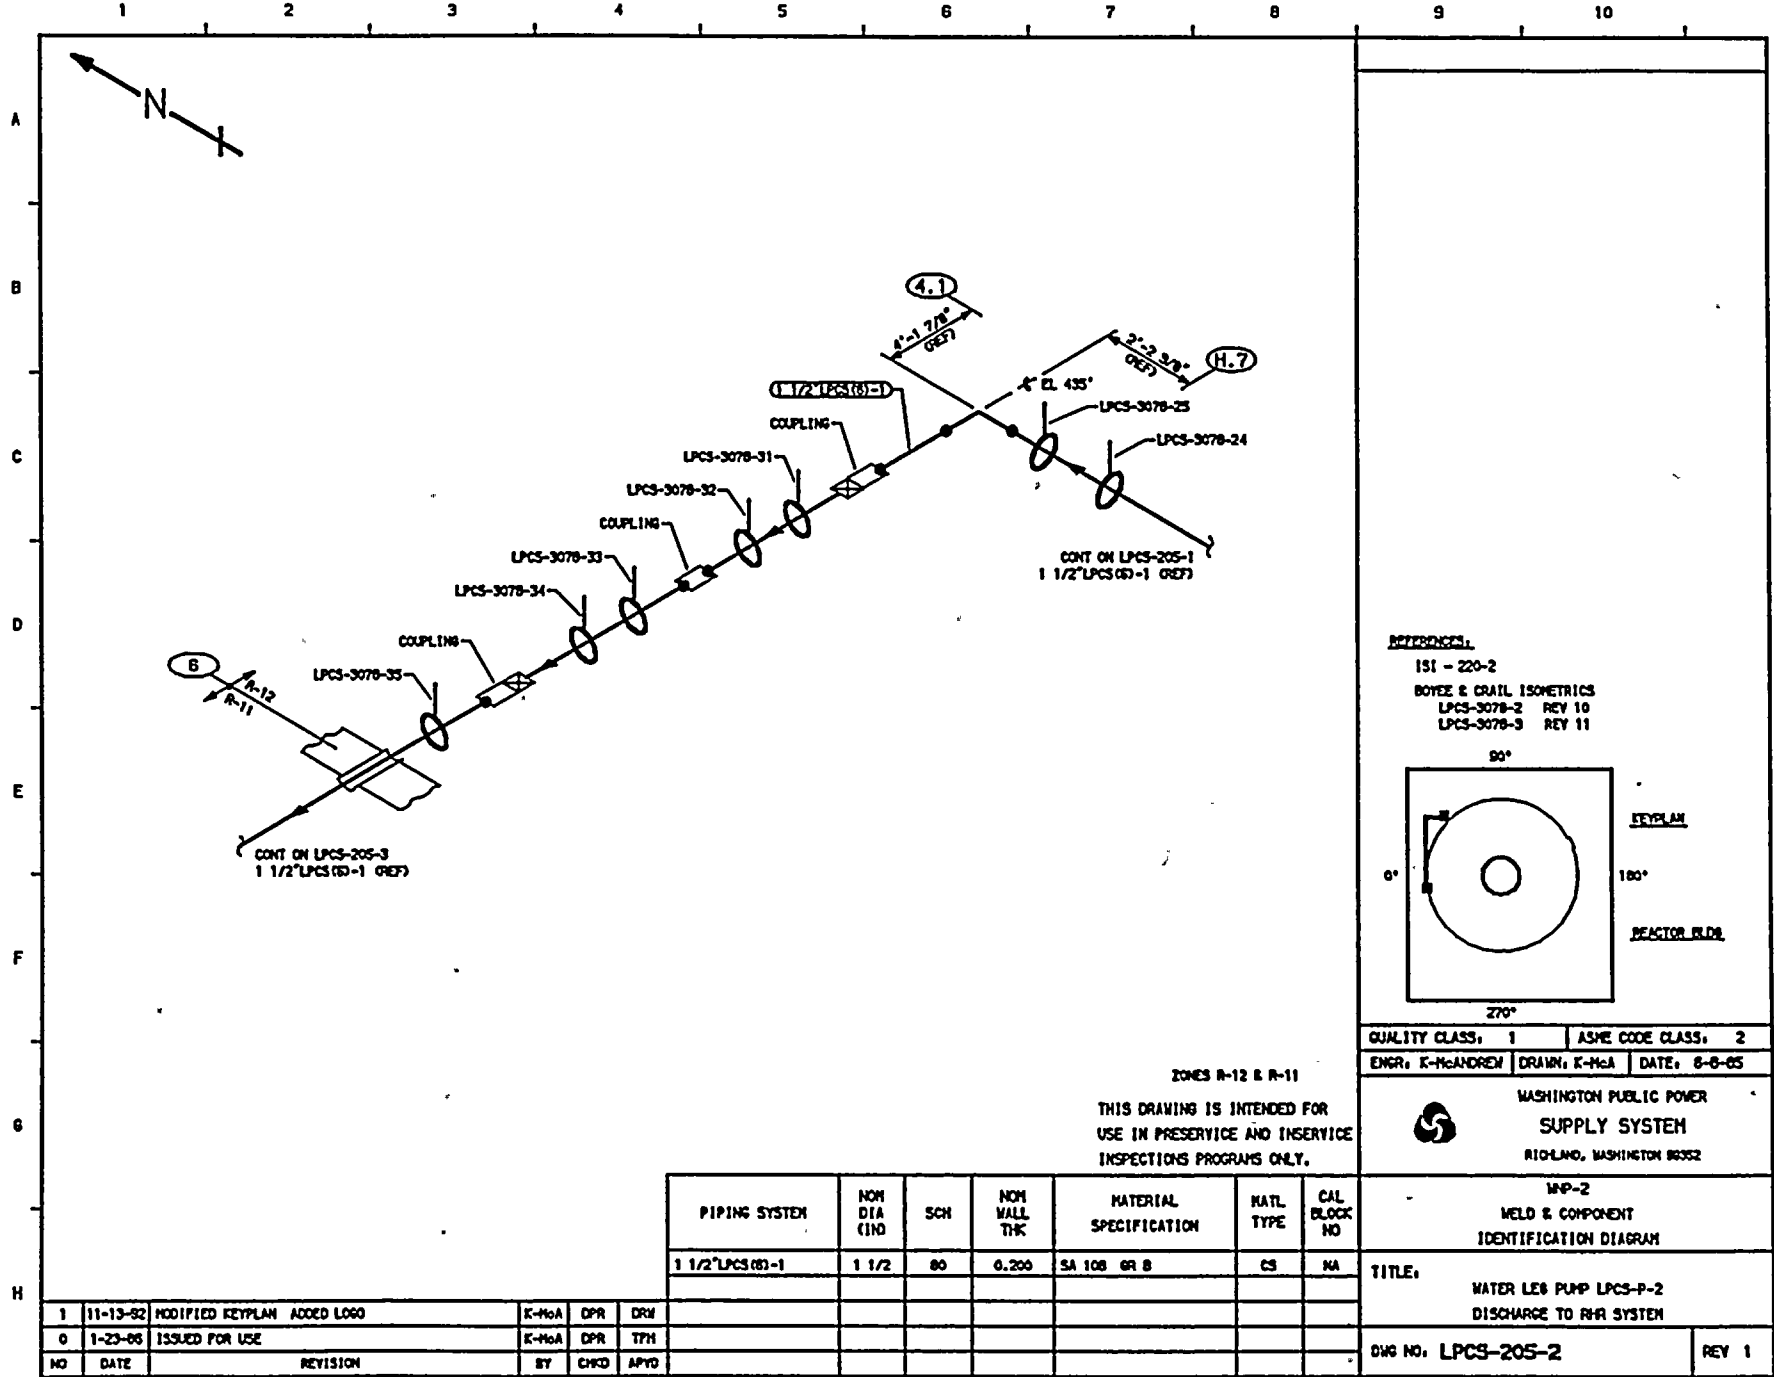 1 2 3 4 5 6 7 8 9 10
A
N
B
4.1
4'-1 7/8"
(REF)
2'-2 3/8"
(REF)
H.7
1 1/2"LPCS(6)-1
℄ EL 435'
LPCS-3078-25
COUPLING
LPCS-3078-24
C
LPCS-3078-31
LPCS-3078-32
COUPLING
LPCS-3078-33
CONT ON LPCS-205-1
1 1/2"LPCS(6)-1 (REF)
LPCS-3078-34
D
COUPLING
6
LPCS-3078-35
R-12
R-11
E
CONT ON LPCS-205-3
1 1/2"LPCS(6)-1 (REF)
F
G
H
REFERENCES:
ISI - 220-2
BOVEE & CRAIL ISOMETRICS
LPCS-3078-2 REV 10
LPCS-3078-3 REV 11
90°
KEYPLAN
0°
180°
REACTOR BLDG
270°
QUALITY CLASS: 1 ASME CODE CLASS: 2
ENGR: K-McANDREW DRAWN: K-McA DATE: 6-6-85
WASHINGTON PUBLIC POWER
SUPPLY SYSTEM
RICHLAND, WASHINGTON 99352
WNP-2
WELD & COMPONENT
IDENTIFICATION DIAGRAM
TITLE:
WATER LEG PUMP LPCS-P-2
DISCHARGE TO RHR SYSTEM
DWG NO: LPCS-205-2 REV 1
ZONES R-12 & R-11
THIS DRAWING IS INTENDED FOR
USE IN PRESERVICE AND INSERVICE
INSPECTIONS PROGRAMS ONLY.
PIPING SYSTEM NOM DIA (IN) SCH NOM WALL THK MATERIAL SPECIFICATION MATL TYPE CAL BLOCK NO
1 1/2"LPCS(6)-1 1 1/2 80 0.200 SA 106 GR B CS NA
1 11-13-92 MODIFIED KEYPLAN ADDED LOGO K-McA DPR DRW
0 1-23-86 ISSUED FOR USE K-McA DPR TFH
NO DATE REVISION BY CHKD APVD